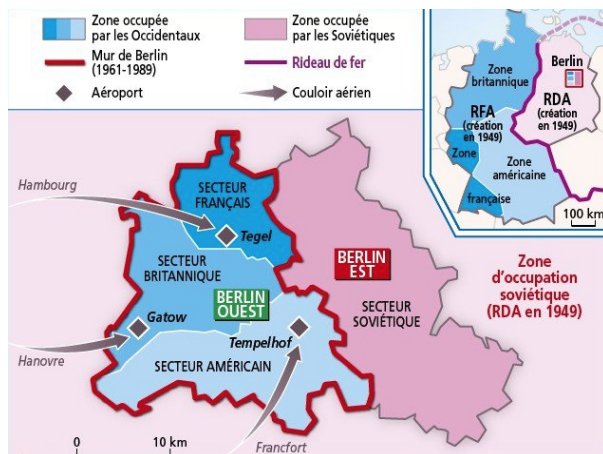 Zone occupée
par les Occidentaux
Zone occupée
par les Soviétiques
Mur de Berlin
(1961-1989)
Rideau de fer
Aéroport
Couloir aérien
Zone
britannique
Berlin
RFA
(création
en 1949)
RDA
(création
en 1949)
Zone
française
Zone
américaine
100 km
Hambourg
SECTEUR
FRANÇAIS
Tegel
SECTEUR
BRITANNIQUE
BERLIN
OUEST
BERLIN
EST
Gatow
Tempelhof
SECTEUR
SOVIÉTIQUE
Zone
d'occupation
soviétique
(RDA en 1949)
Hanovre
SECTEUR AMÉRICAIN
0 10 km
Francfort